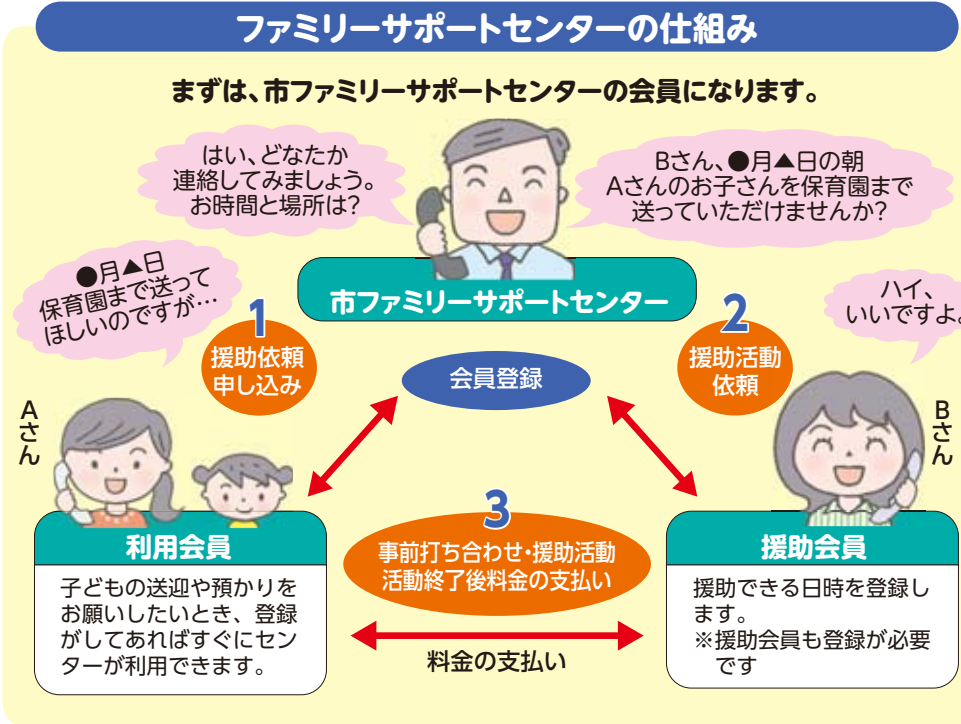 ファミリーサポートセンターの仕組み
まずは、市ファミリーサポートセンターの会員になります。
はい、どなたか
連絡してみましょう。
お時間と場所は?
Bさん、●月▲日の朝
Aさんのお子さんを保育園まで
送っていただけませんか?
●月▲日
保育園まで送って
ほしいのですが…
ハイ、
いいですよ。
市ファミリーサポートセンター
1
援助依頼
申し込み
2
援助活動
依頼
会員登録
Aさん
Bさん
3
事前打ち合わせ・援助活動
活動終了後料金の支払い
利用会員
子どもの送迎や預かりを
お願いしたいとき、登録
がしてあればすぐにセン
ターが利用できます。
援助会員
援助できる日時を登録し
ます。
※援助会員も登録が必要
です
料金の支払い